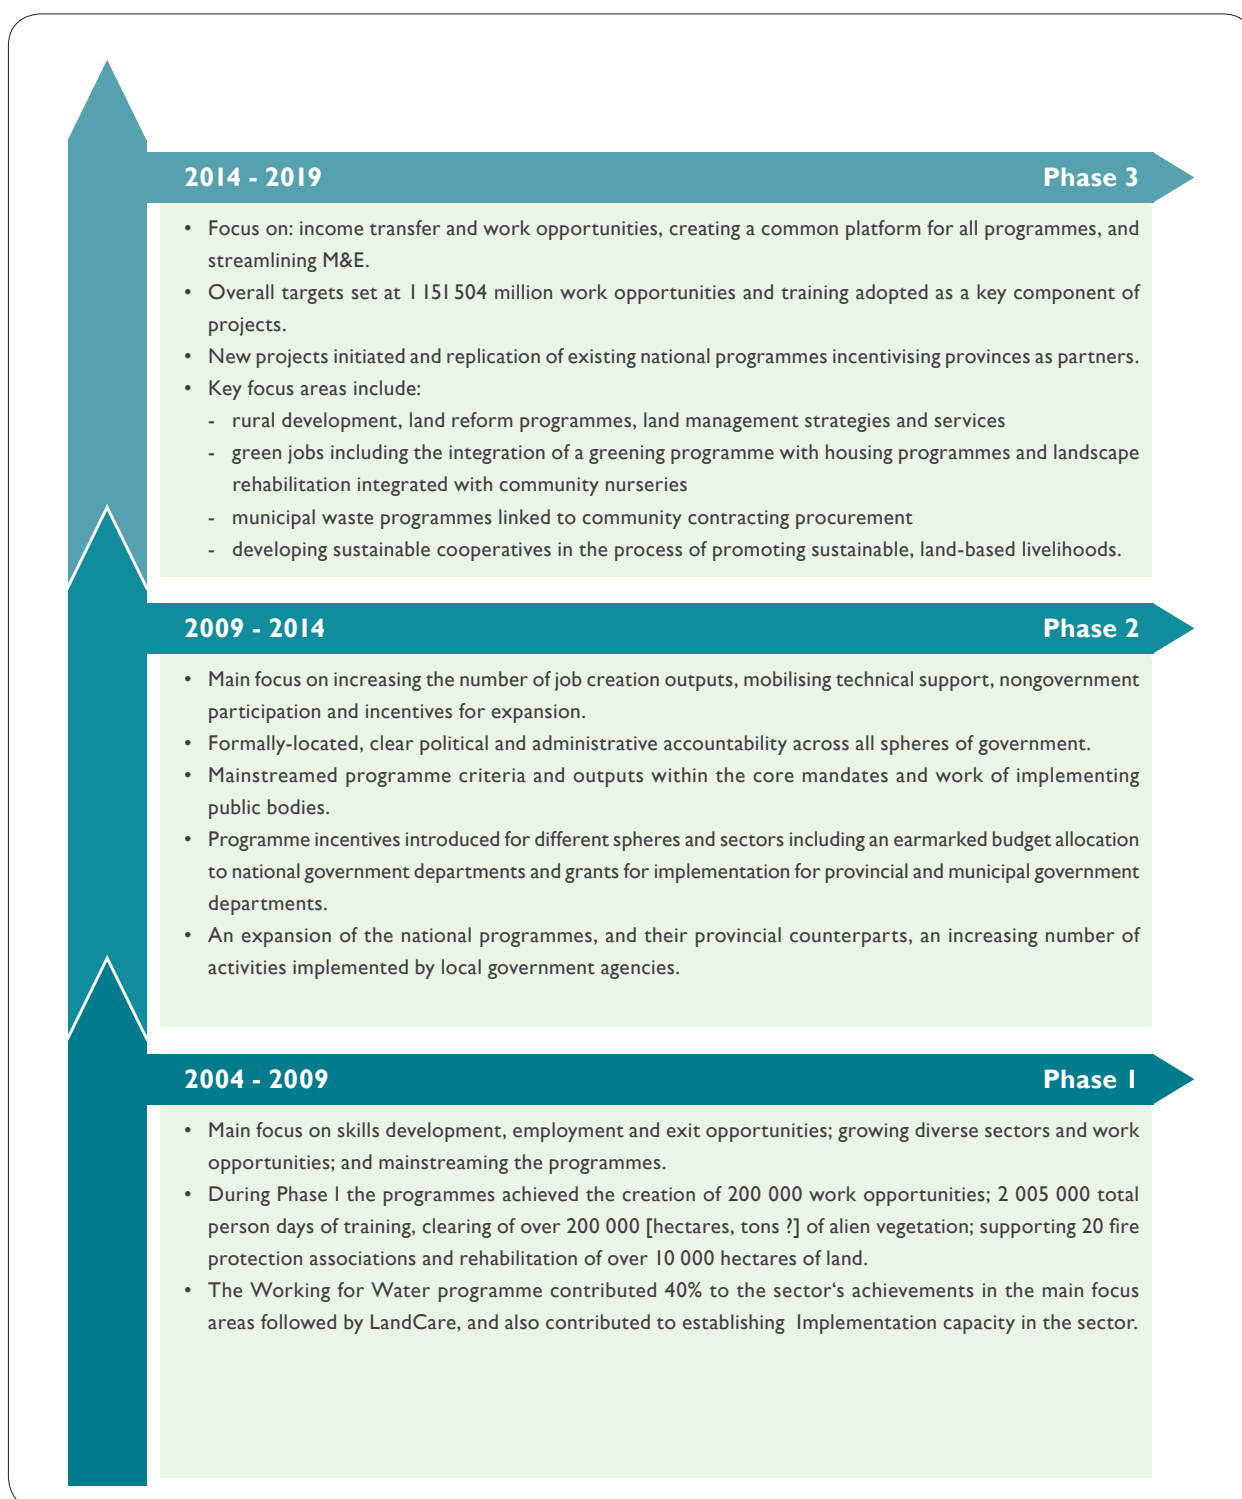 2014 - 2019 Phase 3
• Focus on: income transfer and work opportunities, creating a common platform for all programmes, and
streamlining M&E.
• Overall targets set at 1 151 504 million work opportunities and training adopted as a key component of
projects.
• New projects initiated and replication of existing national programmes incentivising provinces as partners.
• Key focus areas include:
- rural development, land reform programmes, land management strategies and services
- green jobs including the integration of a greening programme with housing programmes and landscape
rehabilitation integrated with community nurseries
- municipal waste programmes linked to community contracting procurement
- developing sustainable cooperatives in the process of promoting sustainable, land-based livelihoods.
2009 - 2014 Phase 2
• Main focus on increasing the number of job creation outputs, mobilising technical support, nongovernment
participation and incentives for expansion.
• Formally-located, clear political and administrative accountability across all spheres of government.
• Mainstreamed programme criteria and outputs within the core mandates and work of implementing
public bodies.
• Programme incentives introduced for different spheres and sectors including an earmarked budget allocation
to national government departments and grants for implementation for provincial and municipal government
departments.
• An expansion of the national programmes, and their provincial counterparts, an increasing number of
activities implemented by local government agencies.
2004 - 2009 Phase 1
• Main focus on skills development, employment and exit opportunities; growing diverse sectors and work
opportunities; and mainstreaming the programmes.
• During Phase 1 the programmes achieved the creation of 200 000 work opportunities; 2 005 000 total
person days of training, clearing of over 200 000 [hectares, tons ?] of alien vegetation; supporting 20 fire
protection associations and rehabilitation of over 10 000 hectares of land.
• The Working for Water programme contributed 40% to the sector‘s achievements in the main focus
areas followed by LandCare, and also contributed to establishing Implementation capacity in the sector.